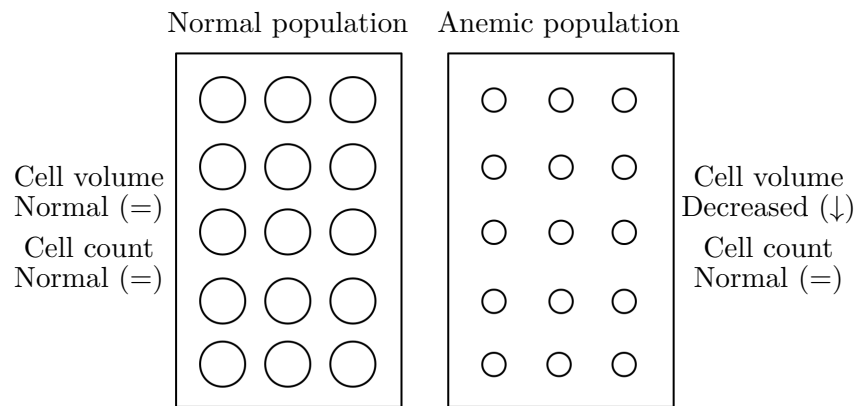 Normal population
Anemic population
Cell volume
Normal (=)
Cell count
Normal (=)
Cell volume
Decreased (↓)
Cell count
Normal (=)